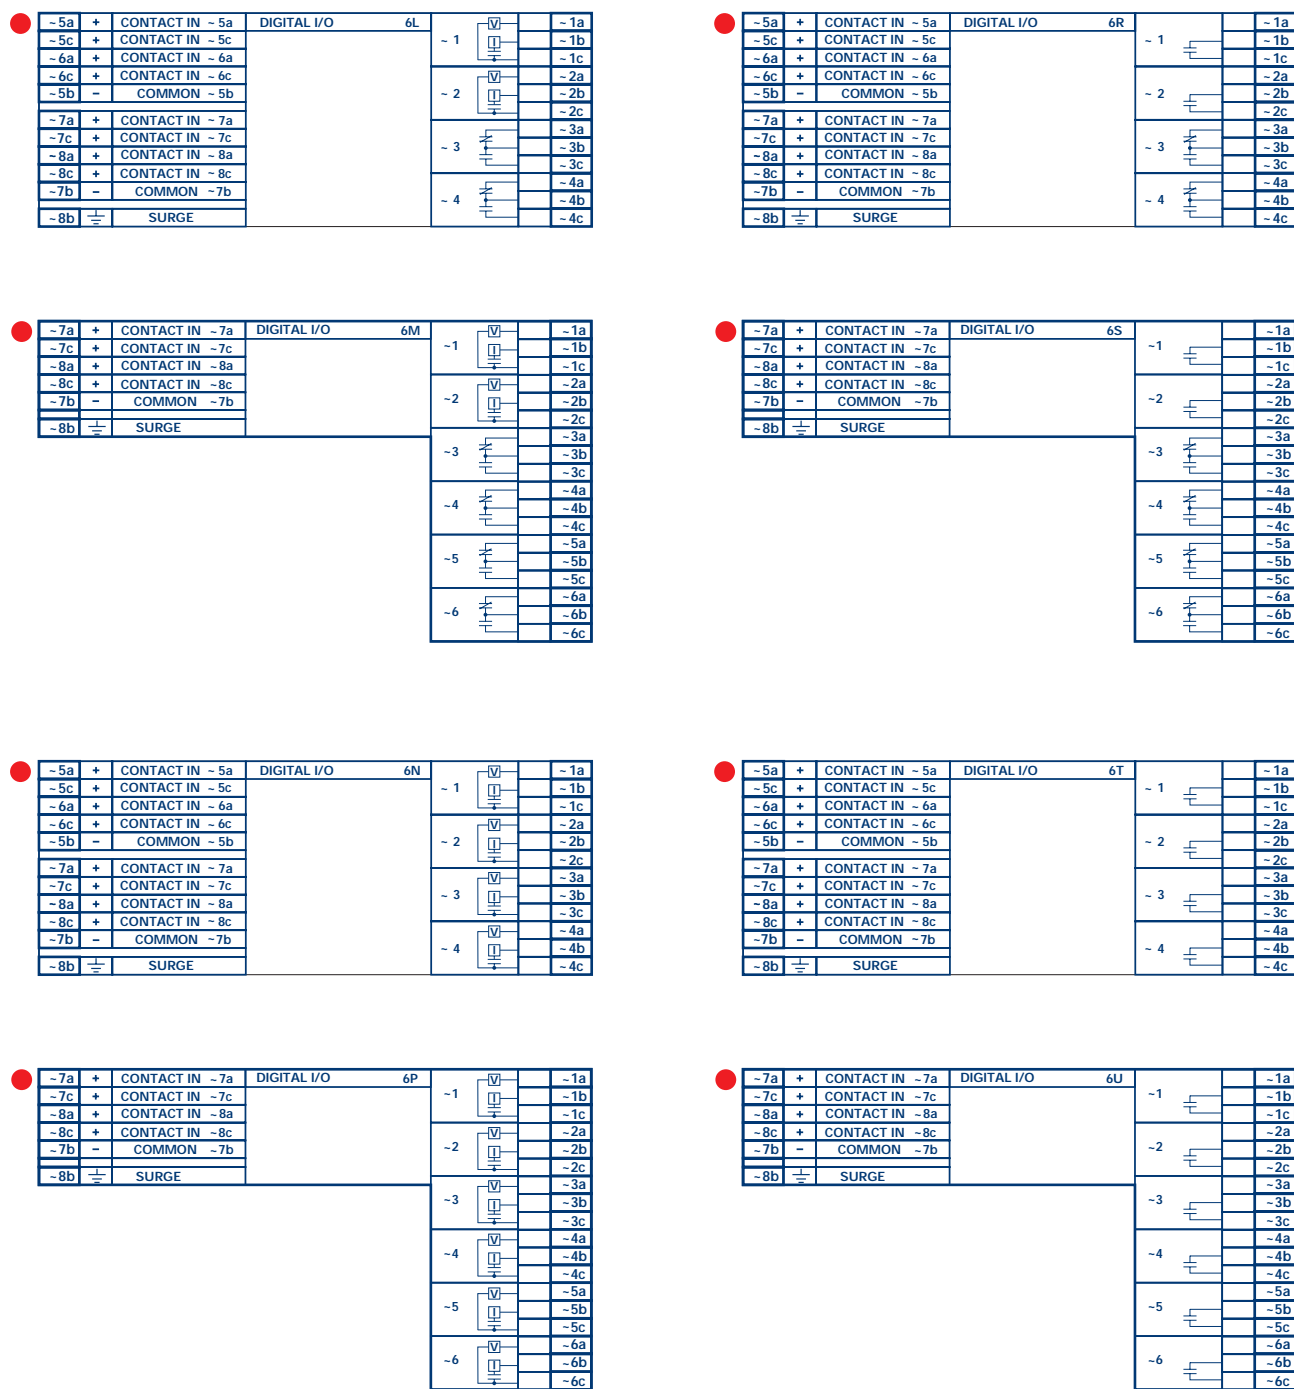 ~5a + CONTACT IN ~5a DIGITAL I/O 6L V ~1a
~5c + CONTACT IN ~5c ~1 I ~1b
~6a + CONTACT IN ~6a ~1c
~6c + CONTACT IN ~6c V ~2a
~5b – COMMON ~5b ~2 I ~2b
~2c
~7a + CONTACT IN ~7a ~3a
~7c + CONTACT IN ~7c ~3 ~3b
~8a + CONTACT IN ~8a ~3c
~8c + CONTACT IN ~8c ~4a
~7b – COMMON ~7b ~4 ~4b
~8b SURGE ~4c
~5a + CONTACT IN ~5a DIGITAL I/O 6R ~1a
~5c + CONTACT IN ~5c ~1 ~1b
~6a + CONTACT IN ~6a ~1c
~6c + CONTACT IN ~6c ~2a
~5b – COMMON ~5b ~2 ~2b
~2c
~7a + CONTACT IN ~7a ~3a
~7c + CONTACT IN ~7c ~3 ~3b
~8a + CONTACT IN ~8a ~3c
~8c + CONTACT IN ~8c ~4a
~7b – COMMON ~7b ~4 ~4b
~8b SURGE ~4c
~7a + CONTACT IN ~7a DIGITAL I/O 6M V ~1a
~7c + CONTACT IN ~7c ~1 I ~1b
~8a + CONTACT IN ~8a ~1c
~8c + CONTACT IN ~8c V ~2a
~7b – COMMON ~7b ~2 I ~2b
~8b SURGE ~2c
~3a
~3 ~3b
~3c
~4a
~4 ~4b
~4c
~5a
~5 ~5b
~5c
~6a
~6 ~6b
~6c
~7a + CONTACT IN ~7a DIGITAL I/O 6S ~1a
~7c + CONTACT IN ~7c ~1 ~1b
~8a + CONTACT IN ~8a ~1c
~8c + CONTACT IN ~8c ~2a
~7b – COMMON ~7b ~2 ~2b
~8b SURGE ~2c
~3a
~3 ~3b
~3c
~4a
~4 ~4b
~4c
~5a
~5 ~5b
~5c
~6a
~6 ~6b
~6c
~5a + CONTACT IN ~5a DIGITAL I/O 6N V ~1a
~5c + CONTACT IN ~5c ~1 I ~1b
~6a + CONTACT IN ~6a ~1c
~6c + CONTACT IN ~6c V ~2a
~5b – COMMON ~5b ~2 I ~2b
~2c
~7a + CONTACT IN ~7a V ~3a
~7c + CONTACT IN ~7c ~3 I ~3b
~8a + CONTACT IN ~8a ~3c
~8c + CONTACT IN ~8c V ~4a
~7b – COMMON ~7b ~4 I ~4b
~8b SURGE ~4c
~5a + CONTACT IN ~5a DIGITAL I/O 6T ~1a
~5c + CONTACT IN ~5c ~1 ~1b
~6a + CONTACT IN ~6a ~1c
~6c + CONTACT IN ~6c ~2a
~5b – COMMON ~5b ~2 ~2b
~2c
~7a + CONTACT IN ~7a ~3a
~7c + CONTACT IN ~7c ~3 ~3b
~8a + CONTACT IN ~8a ~3c
~8c + CONTACT IN ~8c ~4a
~7b – COMMON ~7b ~4 ~4b
~8b SURGE ~4c
~7a + CONTACT IN ~7a DIGITAL I/O 6P V ~1a
~7c + CONTACT IN ~7c ~1 I ~1b
~8a + CONTACT IN ~8a ~1c
~8c + CONTACT IN ~8c V ~2a
~7b – COMMON ~7b ~2 I ~2b
~8b SURGE ~2c
V ~3a
~3 I ~3b
~3c
V ~4a
~4 I ~4b
~4c
V ~5a
~5 I ~5b
~5c
V ~6a
~6 I ~6b
~6c
~7a + CONTACT IN ~7a DIGITAL I/O 6U ~1a
~7c + CONTACT IN ~7c ~1 ~1b
~8a + CONTACT IN ~8a ~1c
~8c + CONTACT IN ~8c ~2a
~7b – COMMON ~7b ~2 ~2b
~8b SURGE ~2c
~3a
~3 ~3b
~3c
~4a
~4 ~4b
~4c
~5a
~5 ~5b
~5c
~6a
~6 ~6b
~6c